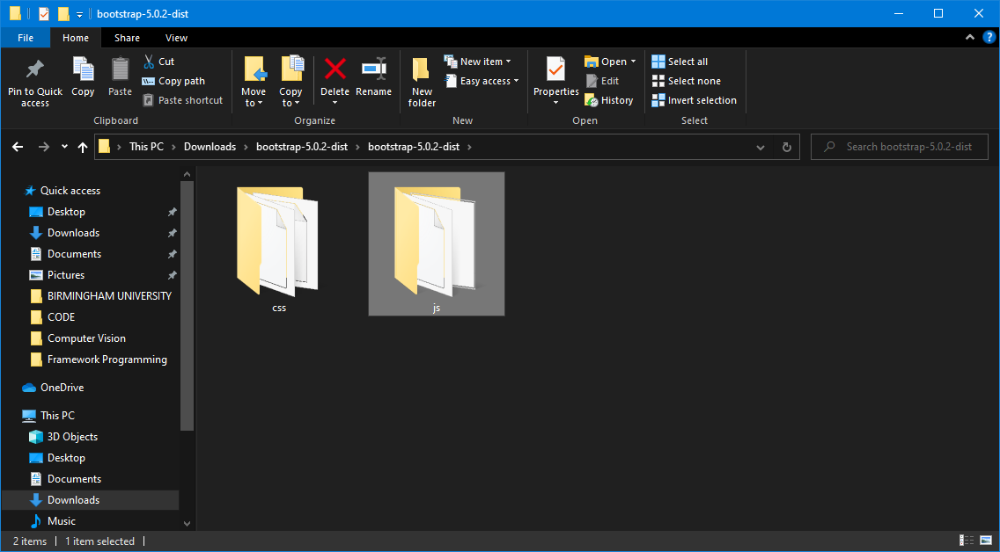 bootstrap-5.0.2-dist
File Home Share View
?
Pin to Quick access
Copy
Paste
Cut
Copy path
Paste shortcut
Clipboard
Move to
Copy to
Delete
Rename
Organize
New folder
New item
Easy access
New
Properties
Open
Edit
History
Open
Select all
Select none
Invert selection
Select
This PC > Downloads > bootstrap-5.0.2-dist > bootstrap-5.0.2-dist >
Search bootstrap-5.0.2-dist
Quick access
Desktop
Downloads
Documents
Pictures
BIRMINGHAM UNIVERSITY
CODE
Computer Vision
Framework Programming
OneDrive
This PC
3D Objects
Desktop
Documents
Downloads
Music
css
js
2 items | 1 item selected |